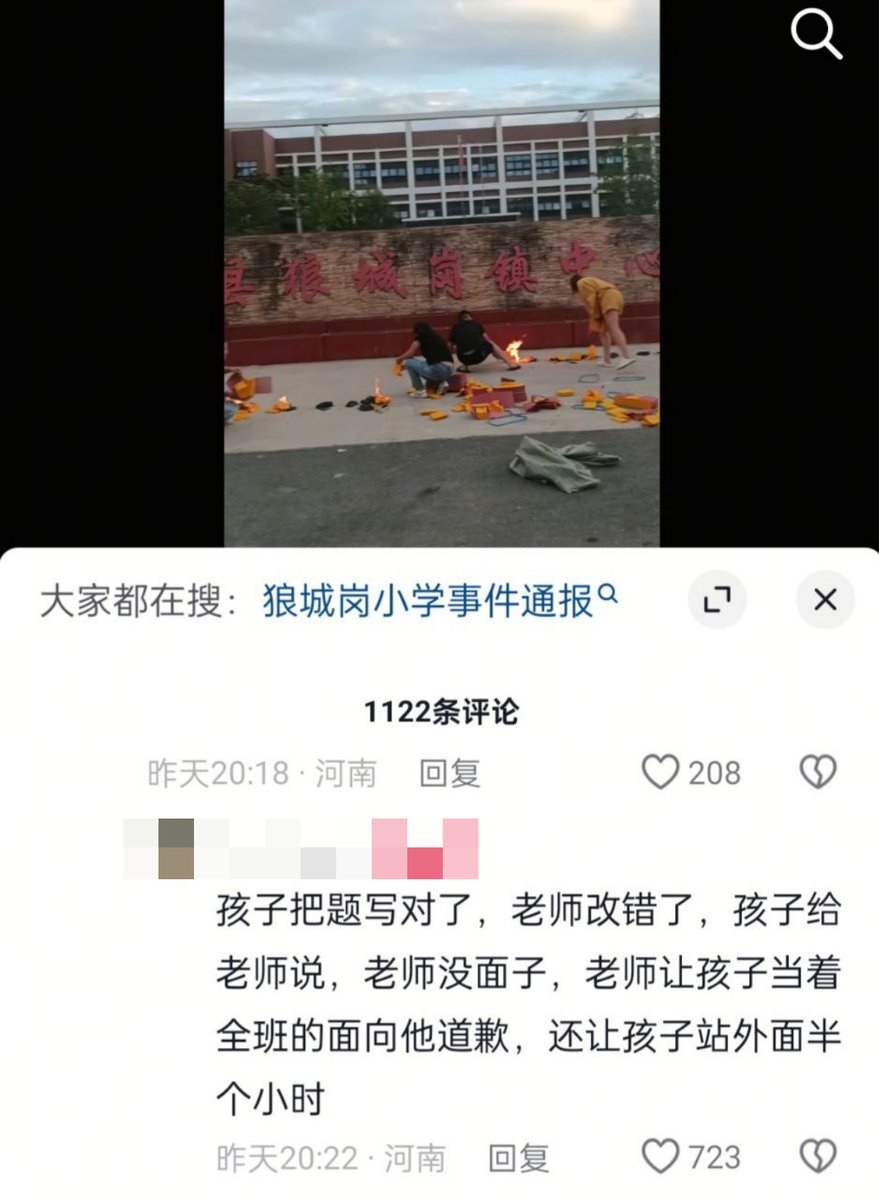 县狼城岗镇中心
大家都在搜：狼城岗小学事件通报
1122条评论
昨天20:18 · 河南 回复 208
孩子把题写对了，老师改错了，孩子给
老师说，老师没面子，老师让孩子当着
全班的面向他道歉，还让孩子站外面半
个小时
昨天20:22 · 河南 回复 723